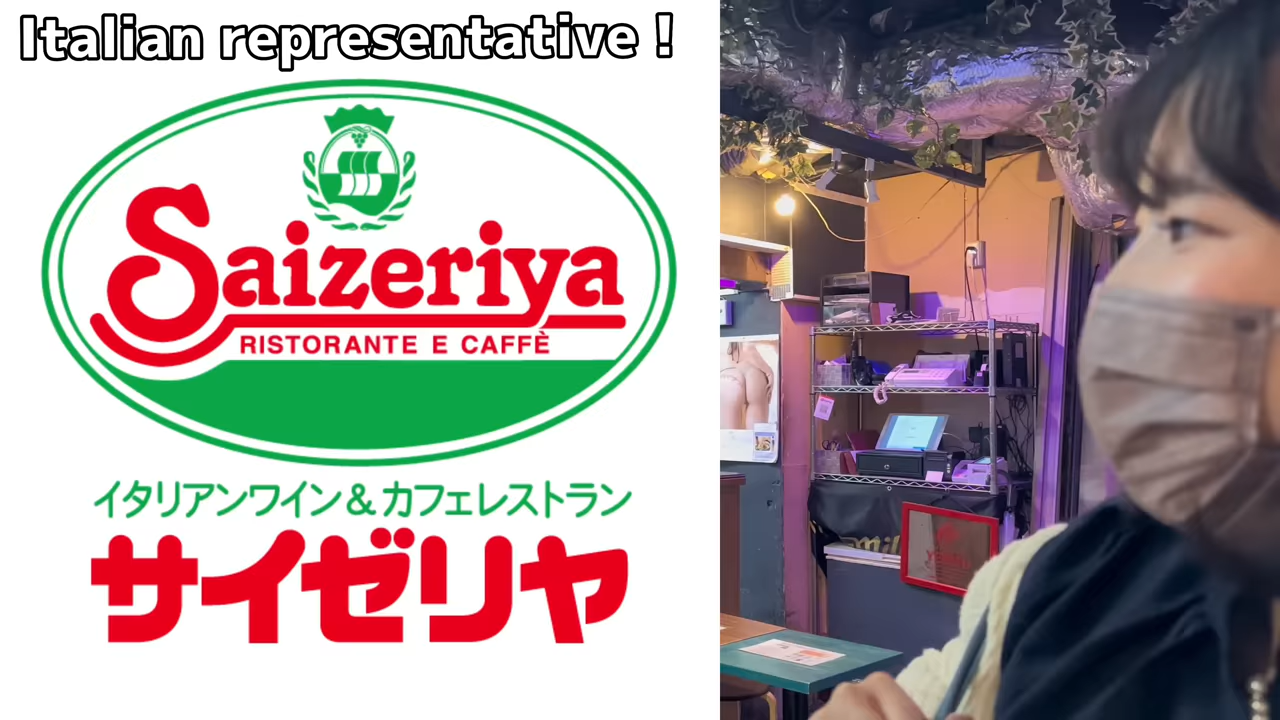 Italian representative !
Saizeriya
RISTORANTE E CAFFÈ
イタリアンワイン＆カフェレストラン
サイゼリヤ